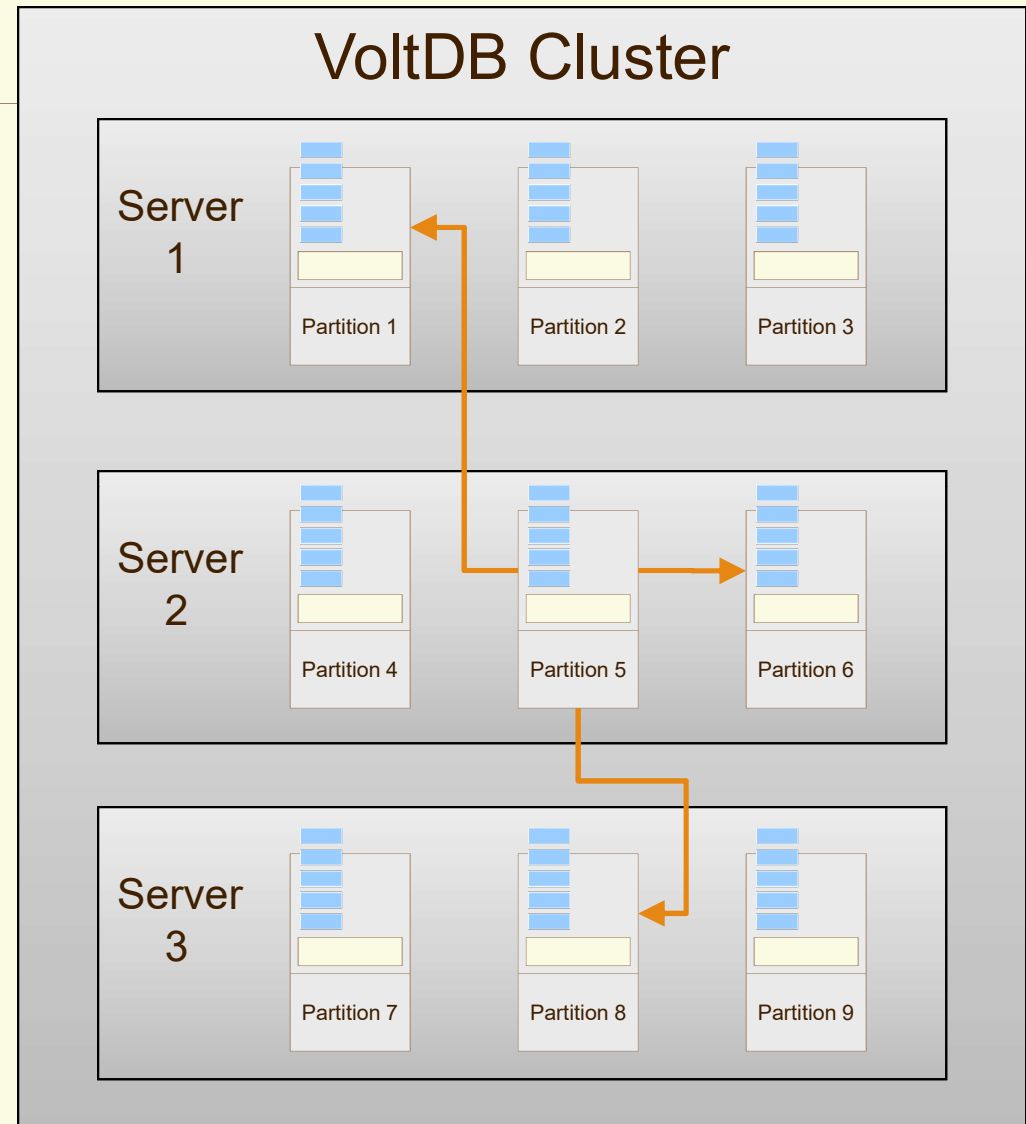 VoltDB Cluster
Server
1
Partition 1
Partition 2
Partition 3
Server
2
Partition 4
Partition 5
Partition 6
Server
3
Partition 7
Partition 8
Partition 9